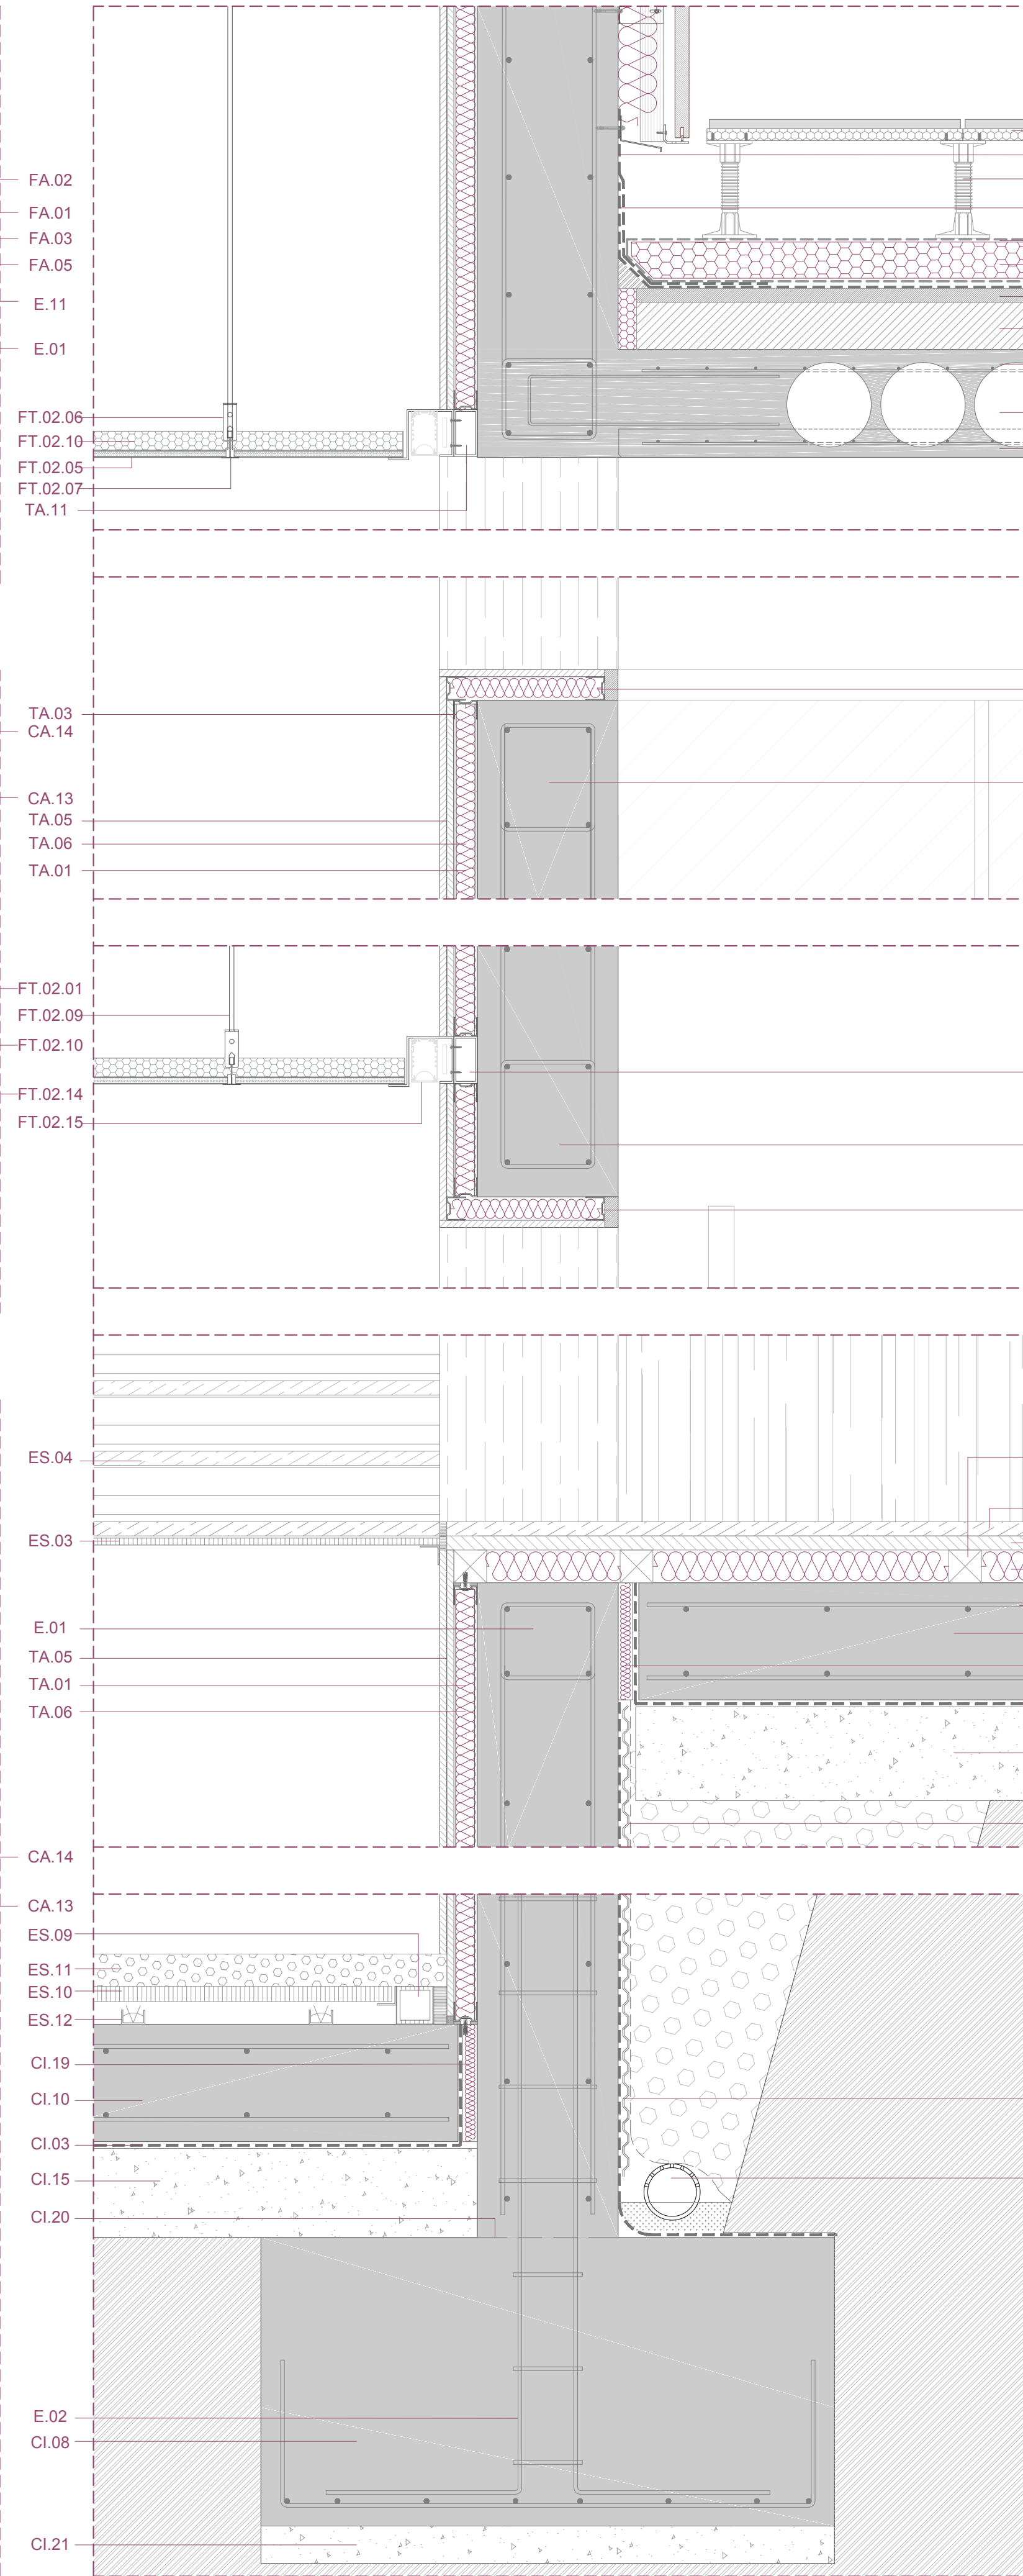 FA.02
FA.01
FA.03
FA.05
E.11
E.01
FT.02.06
FT.02.10
FT.02.05
FT.02.07
TA.11
TA.03
CA.14
CA.13
TA.05
TA.06
TA.01
FT.02.01
FT.02.09
FT.02.10
FT.02.14
FT.02.15
ES.04
ES.03
E.01
TA.05
TA.01
TA.06
CA.14
CA.13
ES.09
ES.11
ES.10
ES.12
CI.19
CI.10
CI.03
CI.15
CI.20
E.02
CI.08
CI.21